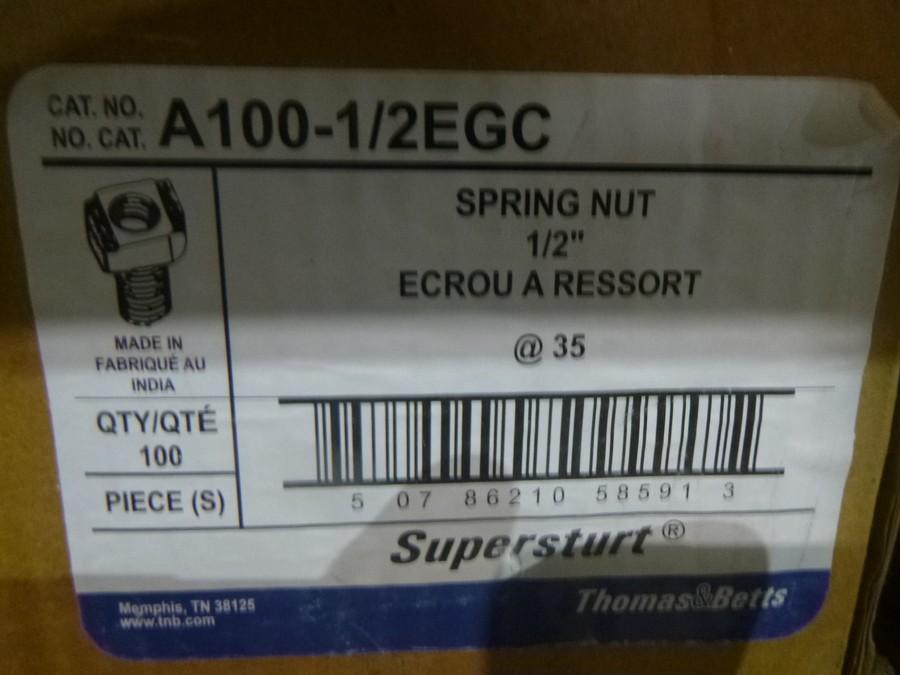 CAT. NO.
NO. CAT.
A100-1/2EGC
SPRING NUT
1/2"
ECROU A RESSORT
@ 35
MADE IN
FABRIQUÉ AU
INDIA
QTY/QTÉ
100
PIECE (S)
5 07 86210 58591 3
Supersturt ®
Thomas&Betts
Memphis, TN 38125
www.tnb.com